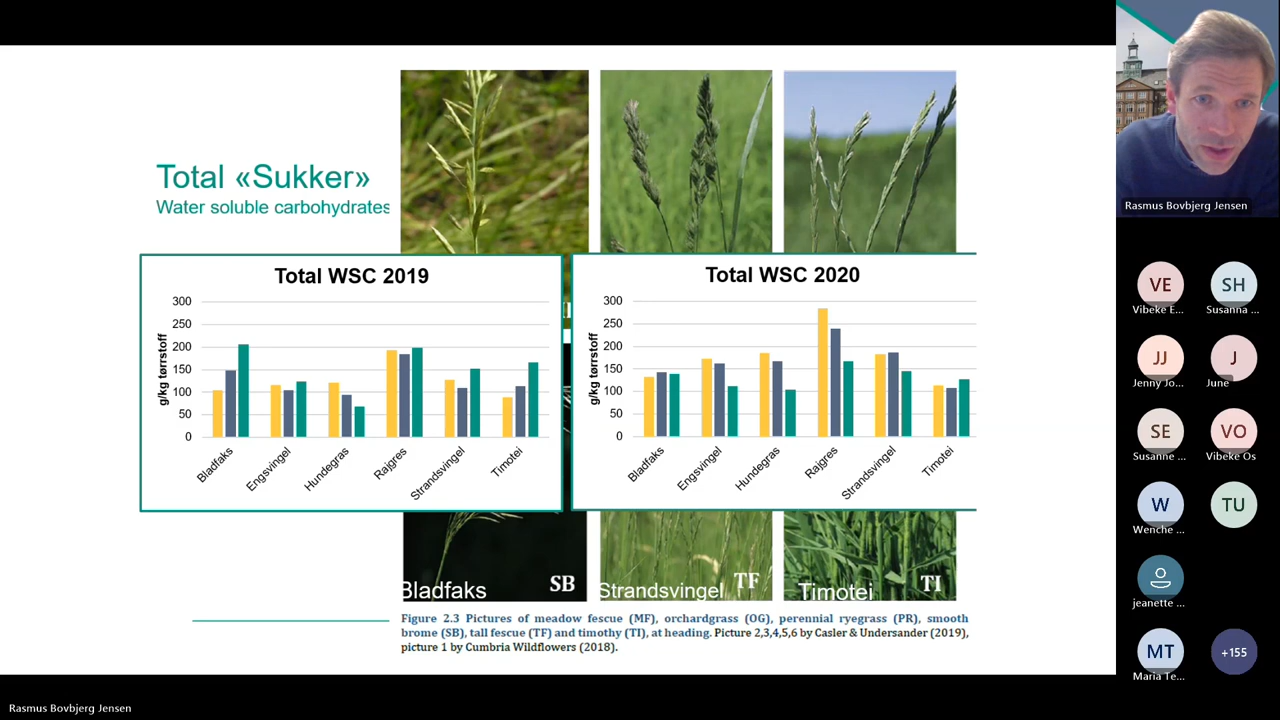 Total «Sukker»
Water soluble carbohydrates
Total WSC 2019
300
250
200
150
100
50
0
g/kg tørrstoff
Bladfaks
Engsvingel
Hundegras
Rajgres
Strandsvingel
Timotei
Total WSC 2020
300
250
200
150
100
50
0
g/kg tørrstoff
Bladfaks
Engsvingel
Hundegras
Rajgres
Strandsvingel
Timotei
Bladfaks SB
Strandsvingel TF
Timotei TI
Figure 2.3 Pictures of meadow fescue (MF), orchardgrass (OG), perennial ryegrass (PR), smooth
brome (SB), tall fescue (TF) and timothy (TI), at heading. Picture 2,3,4,5,6 by Casler & Undersander (2019),
picture 1 by Cumbria Wildflowers (2018).
Rasmus Bovbjerg Jensen
VE
Vibeke E...
SH
Susanna ...
JJ
Jenny Jo...
J
June
SE
Susanne ...
VO
Vibeke Os
W
Wenche ...
TU
jeanette ...
MT
Maria Te...
+155
Rasmus Bovbjerg Jensen